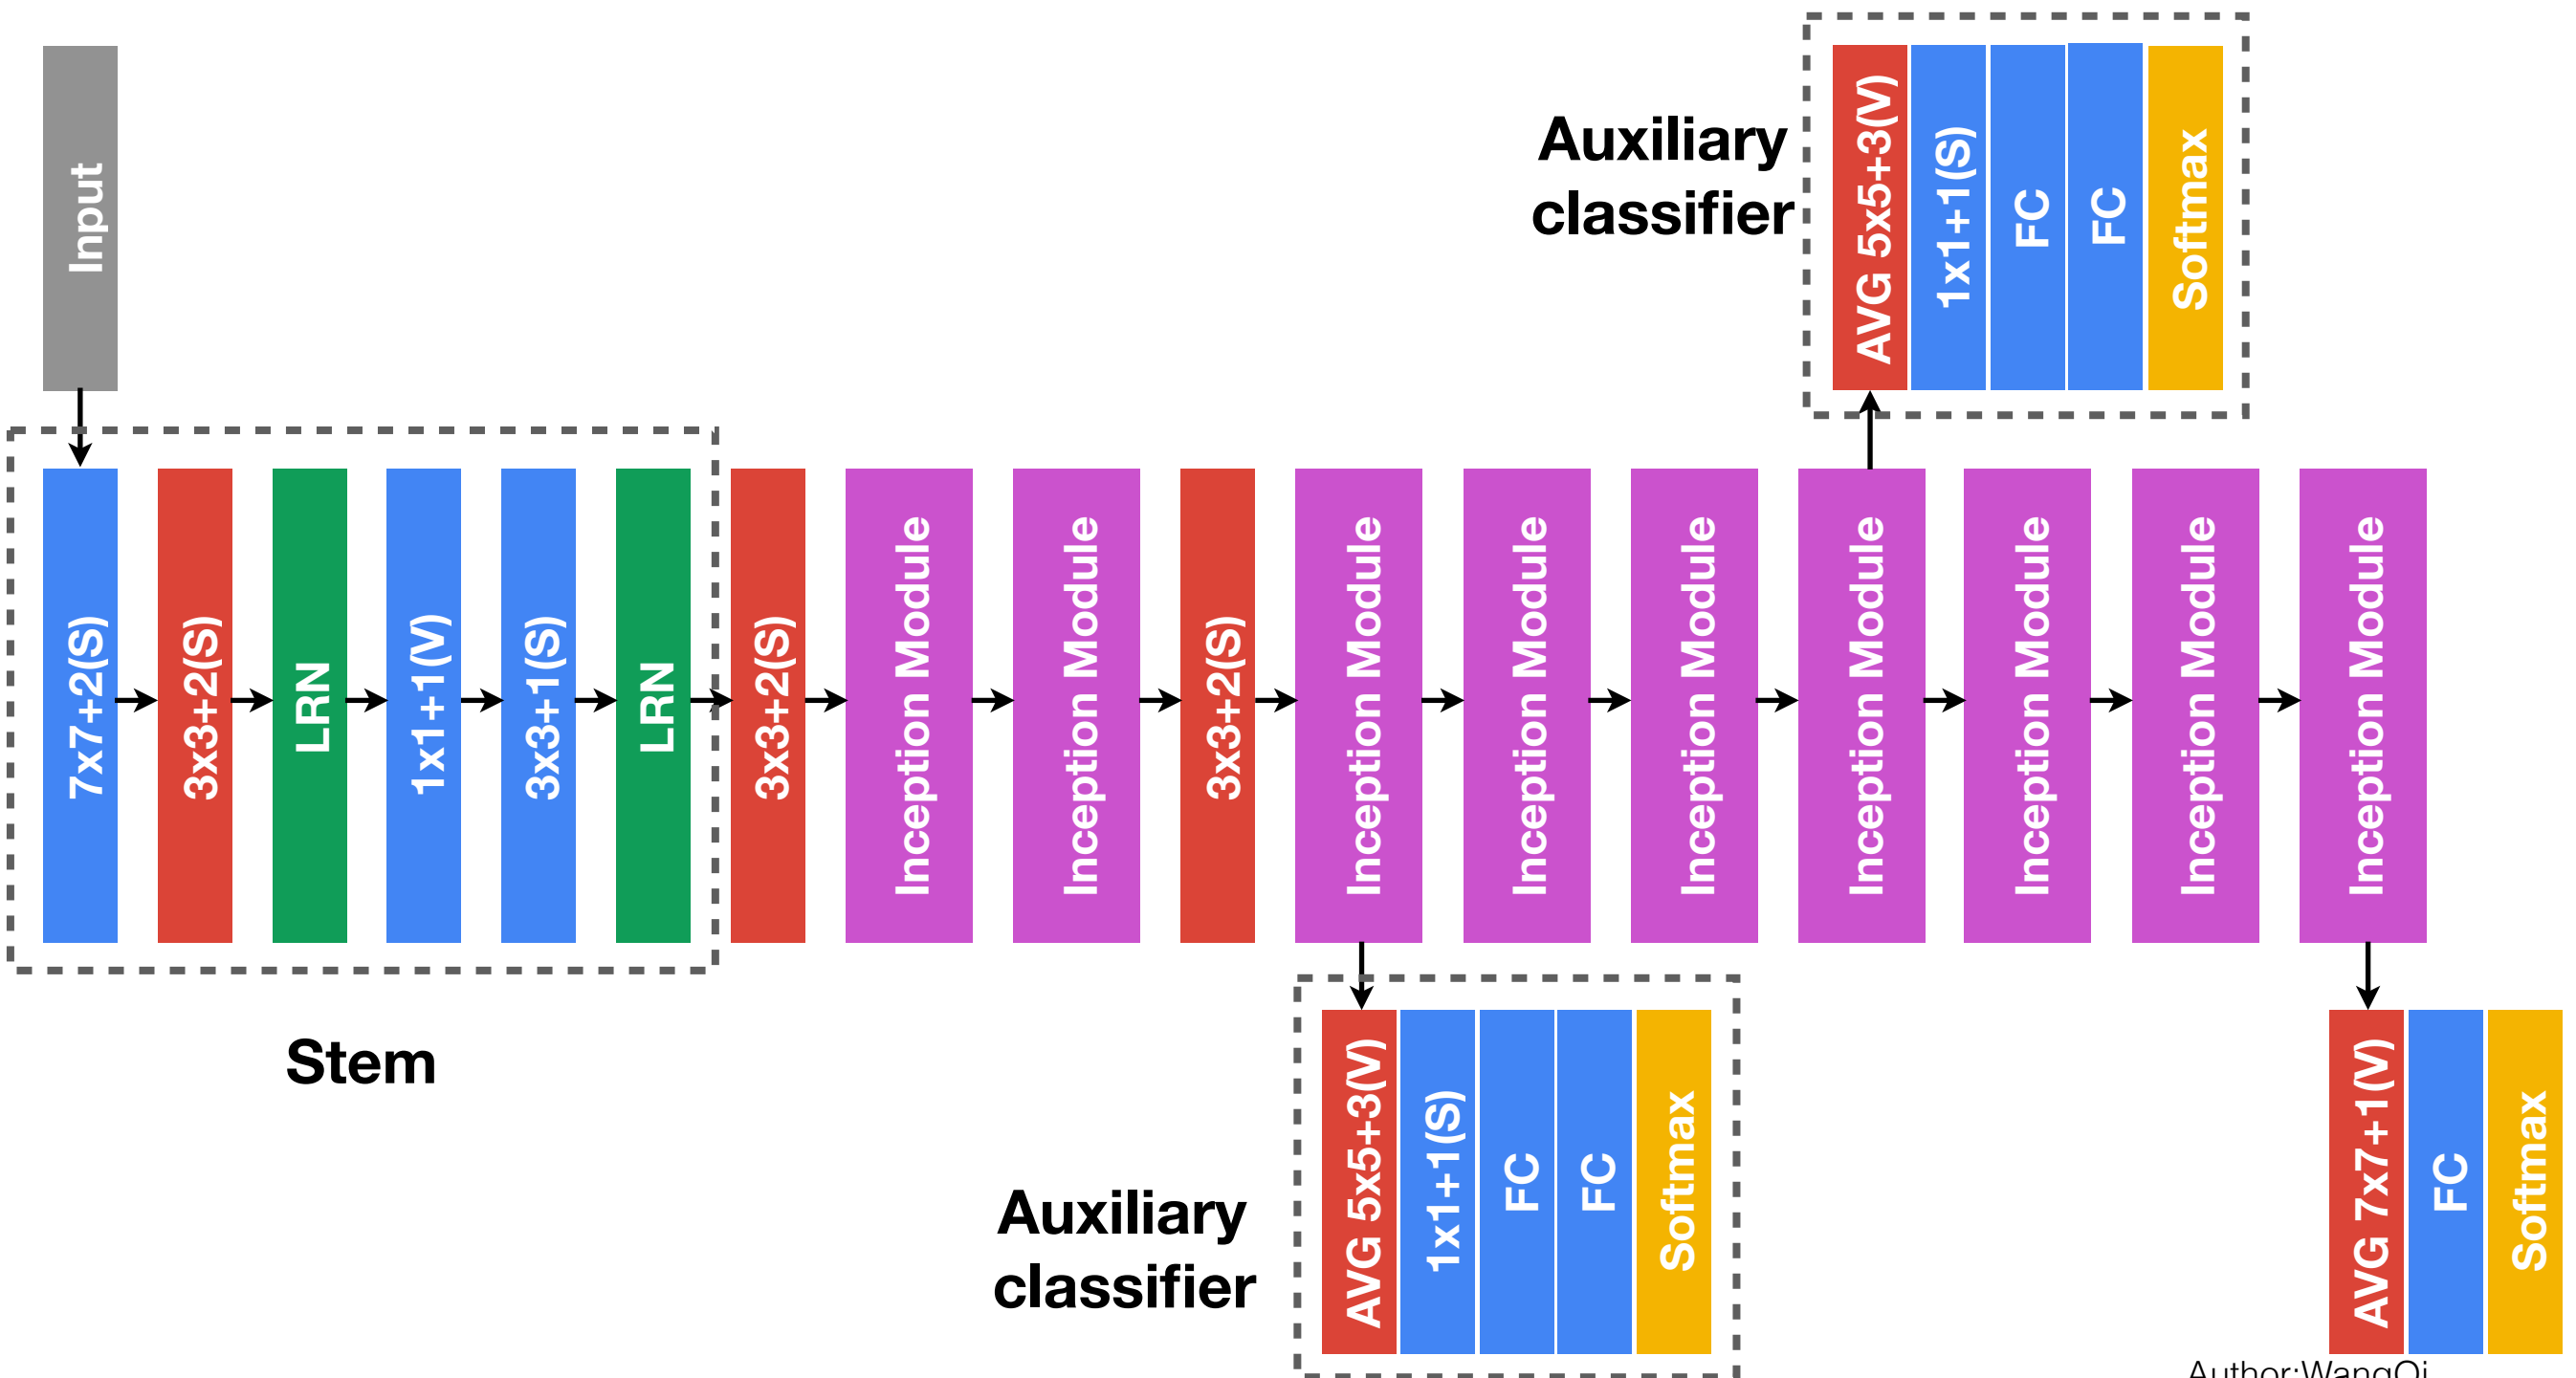 Input
Auxiliary
classifier
AVG 5x5+3(V)
1x1+1(S)
FC
FC
Softmax
7x7+2(S)
3x3+2(S)
LRN
1x1+1(V)
3x3+1(S)
LRN
3x3+2(S)
Inception Module
Inception Module
3x3+2(S)
Inception Module
Inception Module
Inception Module
Inception Module
Inception Module
Inception Module
Inception Module
Stem
Auxiliary
classifier
AVG 5x5+3(V)
1x1+1(S)
FC
FC
Softmax
AVG 7x7+1(V)
FC
Softmax
Author:WangQi